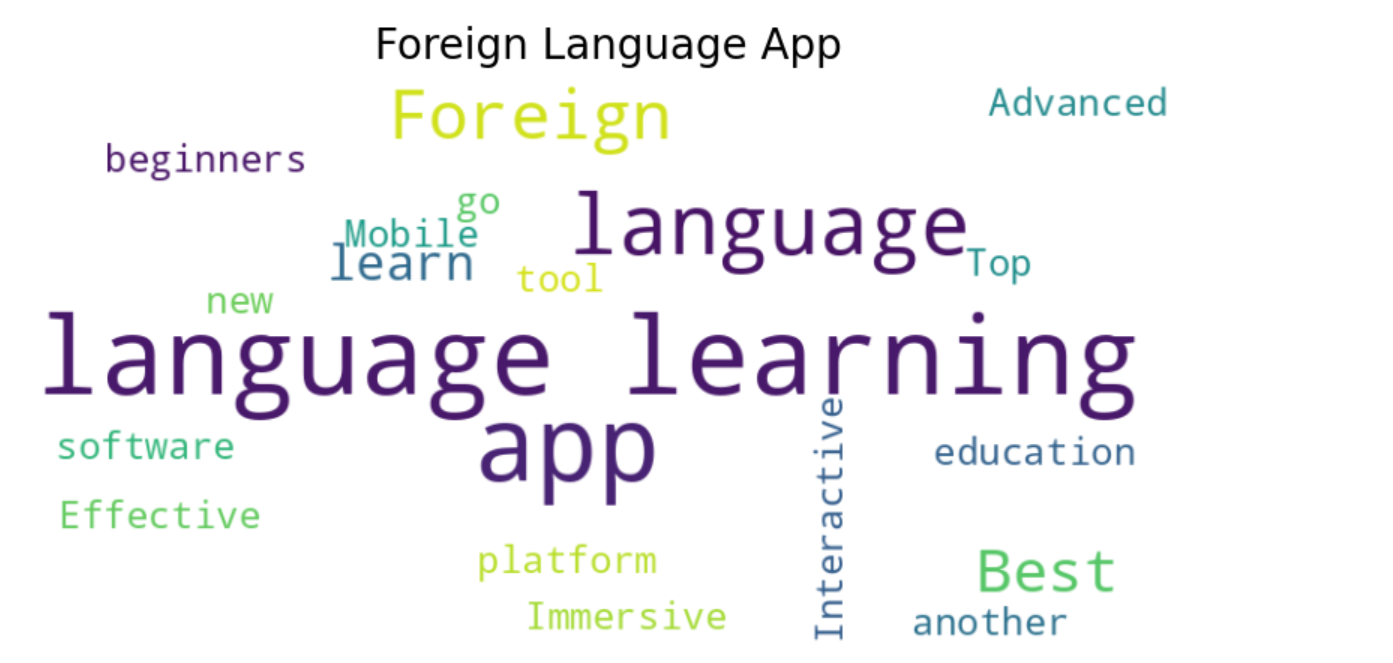 Foreign Language App
Foreign
Advanced
beginners
go
language
Mobile
learn
tool
Top
new
language learning
app
Interactive
software
education
Effective
platform
Best
Immersive
another